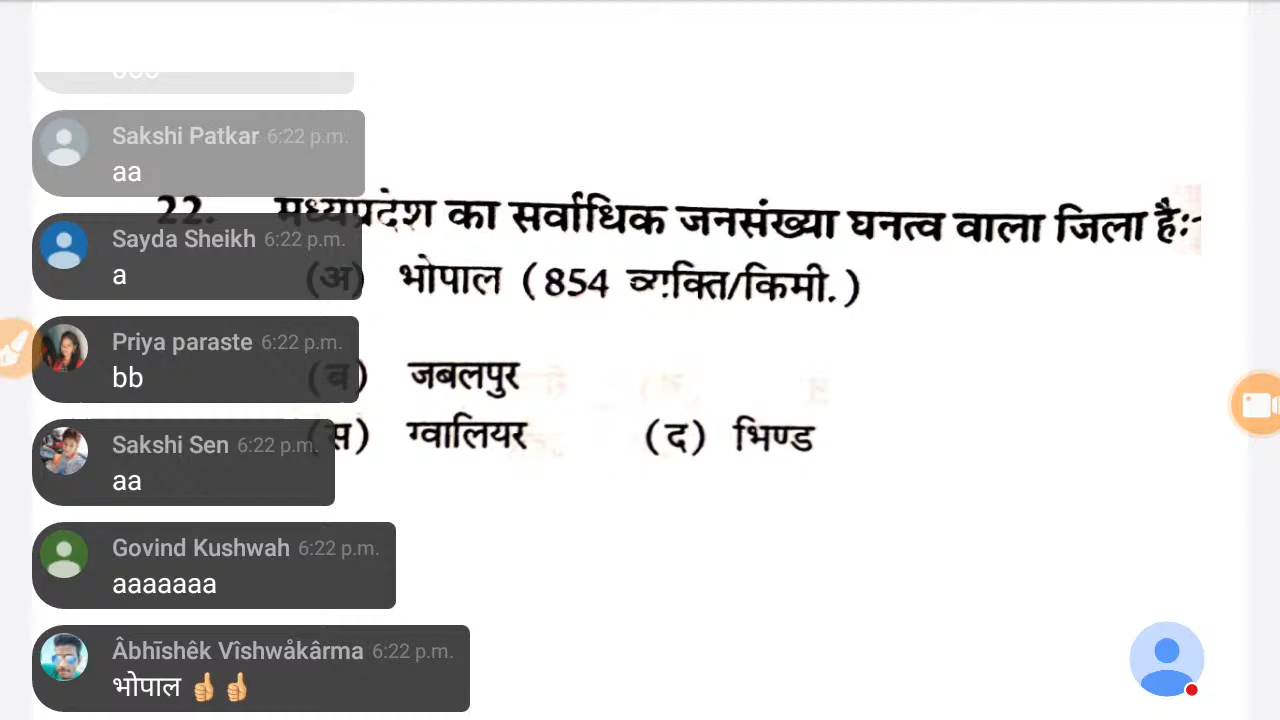 Sakshi Patkar 6:22 p.m.
aa
22. मध्यप्रदेश का सर्वाधिक जनसंख्या घनत्व वाला जिला हैः-
Sayda Sheikh 6:22 p.m.
a
(अ) भोपाल (854 व्यक्ति/किमी.)
Priya paraste 6:22 p.m.
bb
(ब) जबलपुर
Sakshi Sen 6:22 p.m.
aa
(स) ग्वालियर (द) भिण्ड
Govind Kushwah 6:22 p.m.
aaaaaaa
Âbhīshêk Vîshwåkârma 6:22 p.m.
भोपाल 👍👍